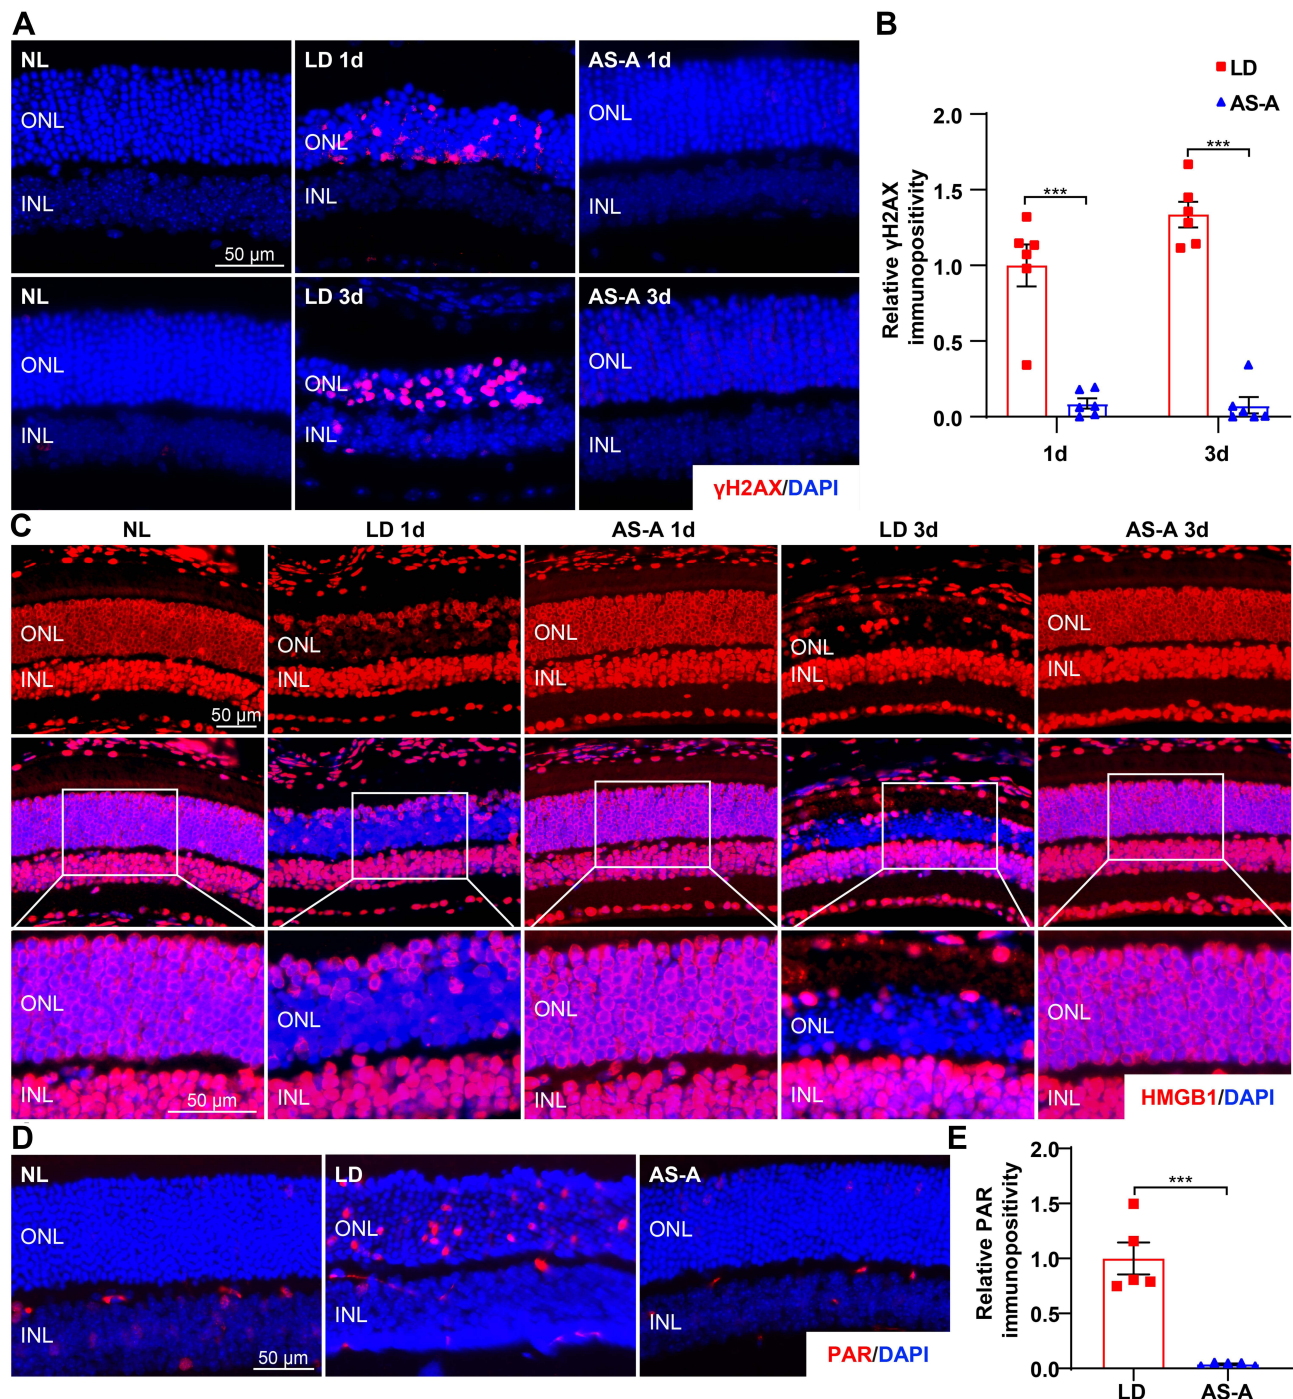 A
NL
ONL
INL
50 µm
LD 1d
ONL
INL
AS-A 1d
ONL
INL
NL
ONL
INL
LD 3d
ONL
INL
AS-A 3d
ONL
INL
γH2AX/DAPI
B
LD
AS-A
Relative γH2AX
immunopositivity
2.0
1.5
1.0
0.5
0.0
***
***
1d
3d
C
NL
LD 1d
AS-A 1d
LD 3d
AS-A 3d
ONL
INL
50 µm
ONL
INL
ONL
INL
ONL
INL
ONL
INL
ONL
INL
50 µm
ONL
INL
ONL
INL
ONL
INL
ONL
INL
HMGB1/DAPI
D
NL
ONL
INL
50 µm
LD
ONL
INL
AS-A
ONL
INL
PAR/DAPI
E
Relative PAR
immunopositivity
2.0
1.5
1.0
0.5
0.0
***
LD
AS-A